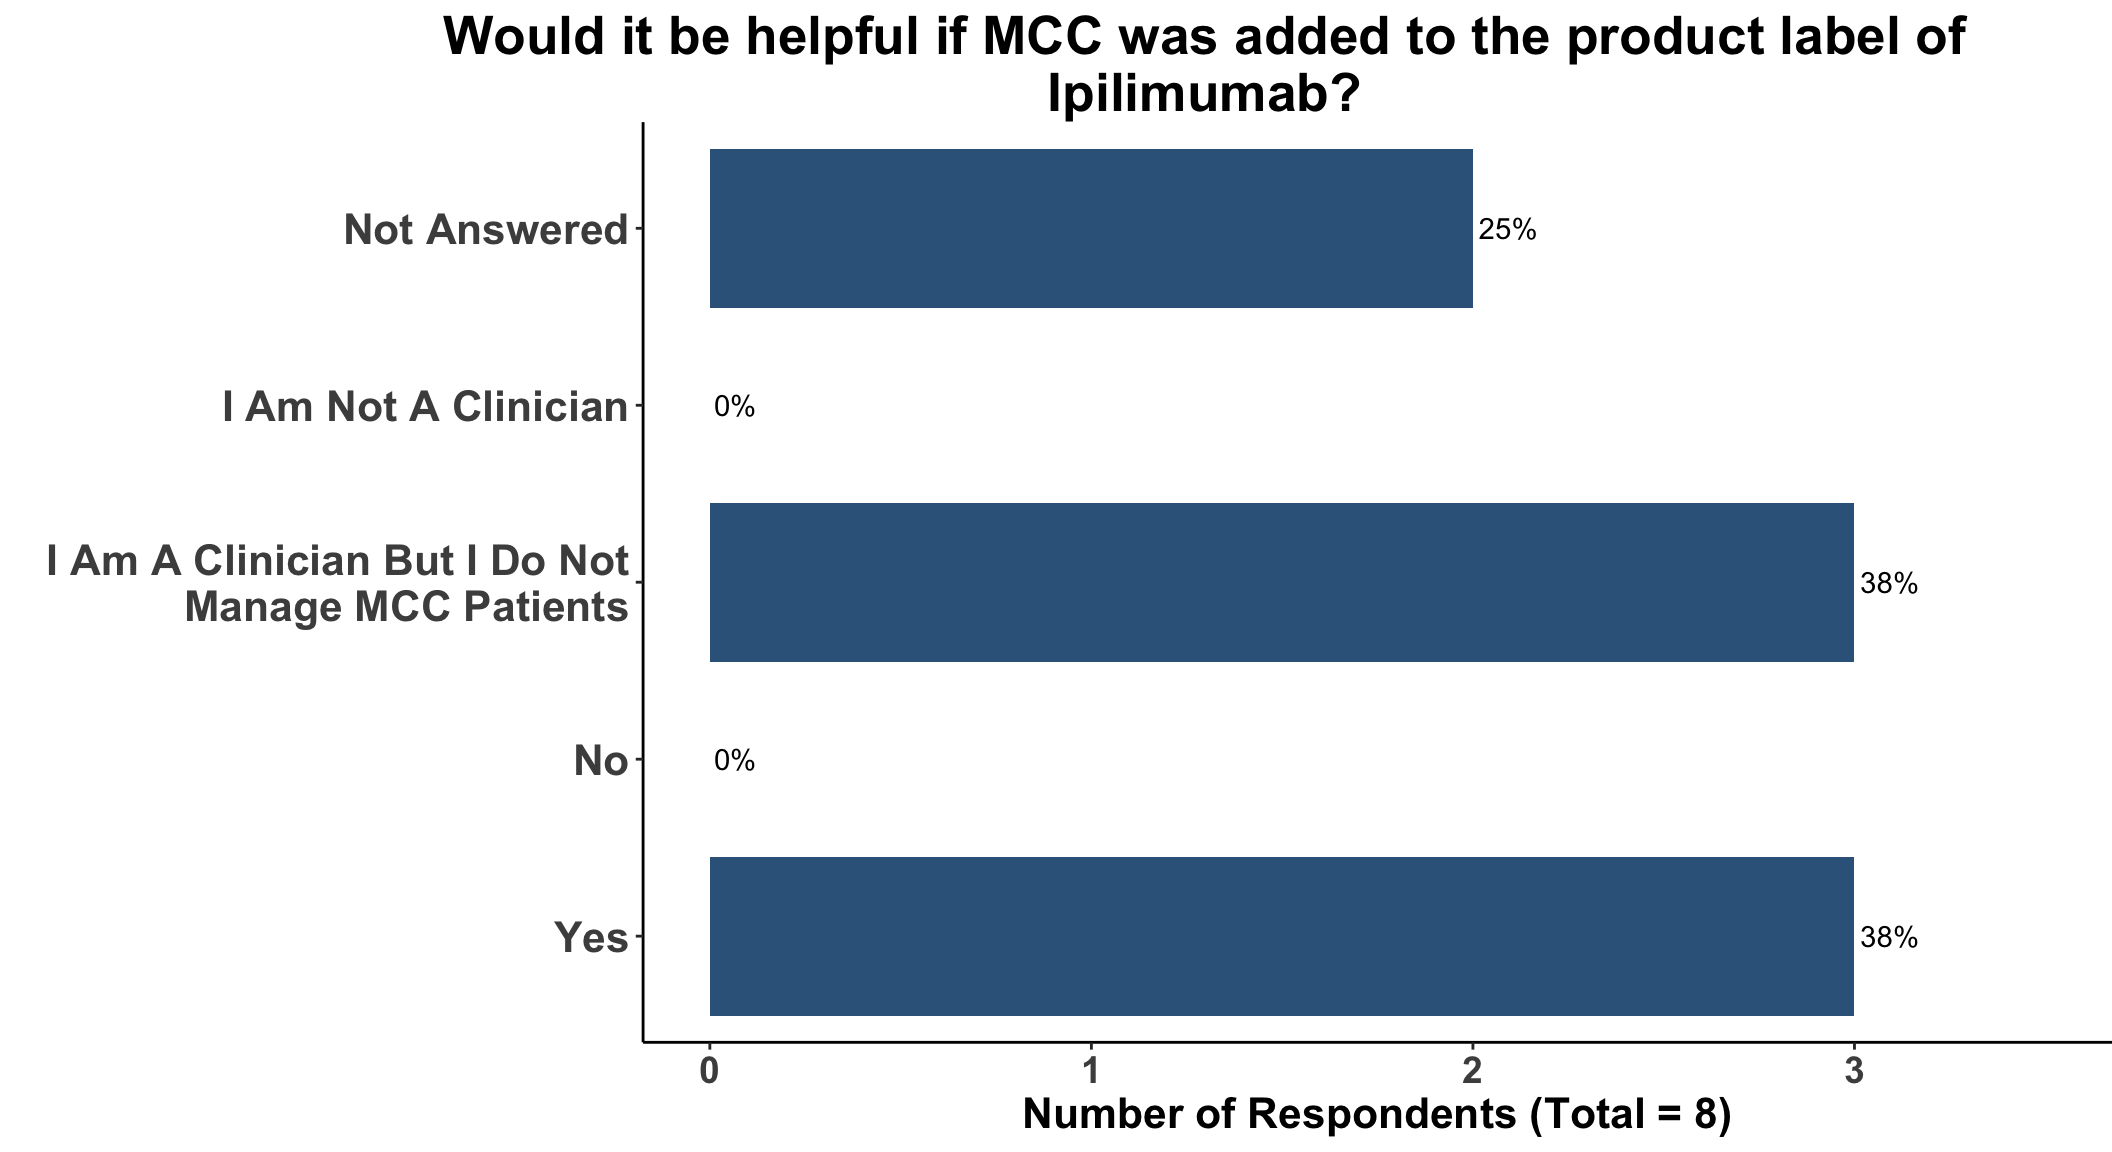 Would it be helpful if MCC was added to the product label of
Ipilimumab?
Not Answered
25%
I Am Not A Clinician
0%
I Am A Clinician But I Do Not
Manage MCC Patients
38%
No
0%
Yes
38%
0 1 2 3
Number of Respondents (Total = 8)